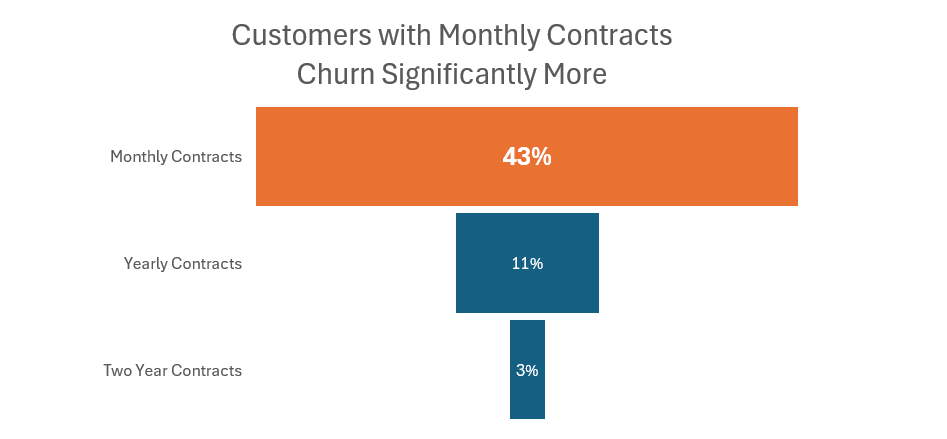 Customers with Monthly Contracts
Churn Significantly More
Monthly Contracts
43%
Yearly Contracts
11%
Two Year Contracts
3%